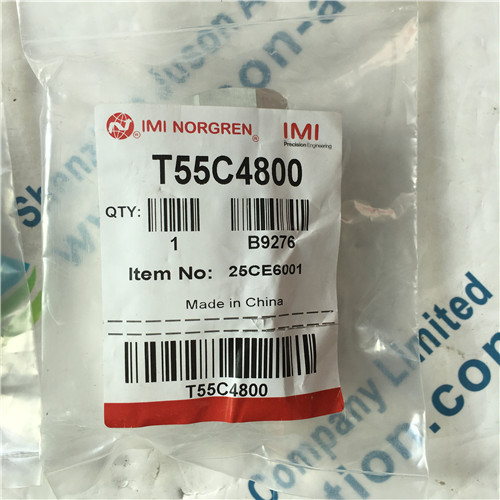 IMI NORGREN® IMI
Precision Engineering
T55C4800
QTY:
1 B9276
Item No: 25CE6001
Made in China
T55C4800
Company Limited